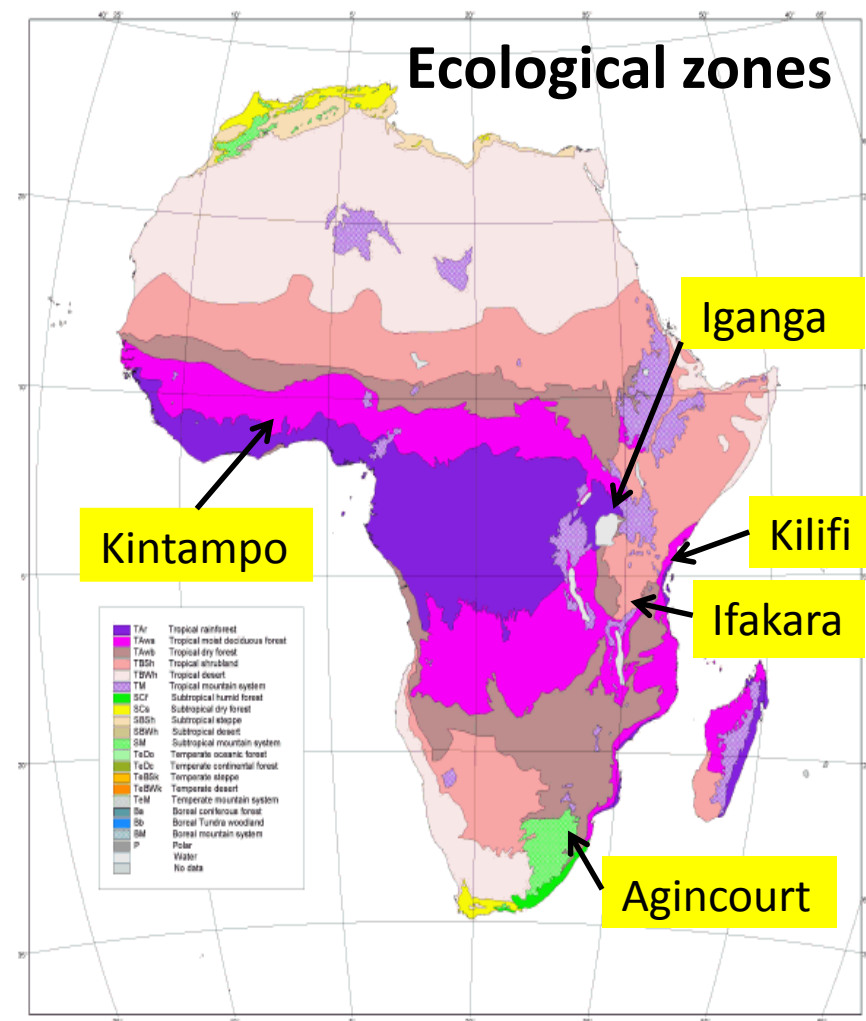 Ecological zones
Iganga
Kilifi
Kintampo
Ifakara
Agincourt
TAr Tropical rainforest
TAwa Tropical moist deciduous forest
TAwb Tropical dry forest
TBSh Tropical shrubland
TBWh Tropical desert
TM Tropical mountain system
SCf Subtropical humid forest
SCs Subtropical dry forest
SBSh Subtropical steppe
SBWh Subtropical desert
SM Subtropical mountain system
TeDo Temperate oceanic forest
TeDc Temperate continental forest
TeBSk Temperate steppe
TeBWk Temperate desert
TeM Temperate mountain system
Ba Boreal coniferous forest
Bb Boreal Tundra woodland
BM Boreal mountain system
P Polar
Water
No data